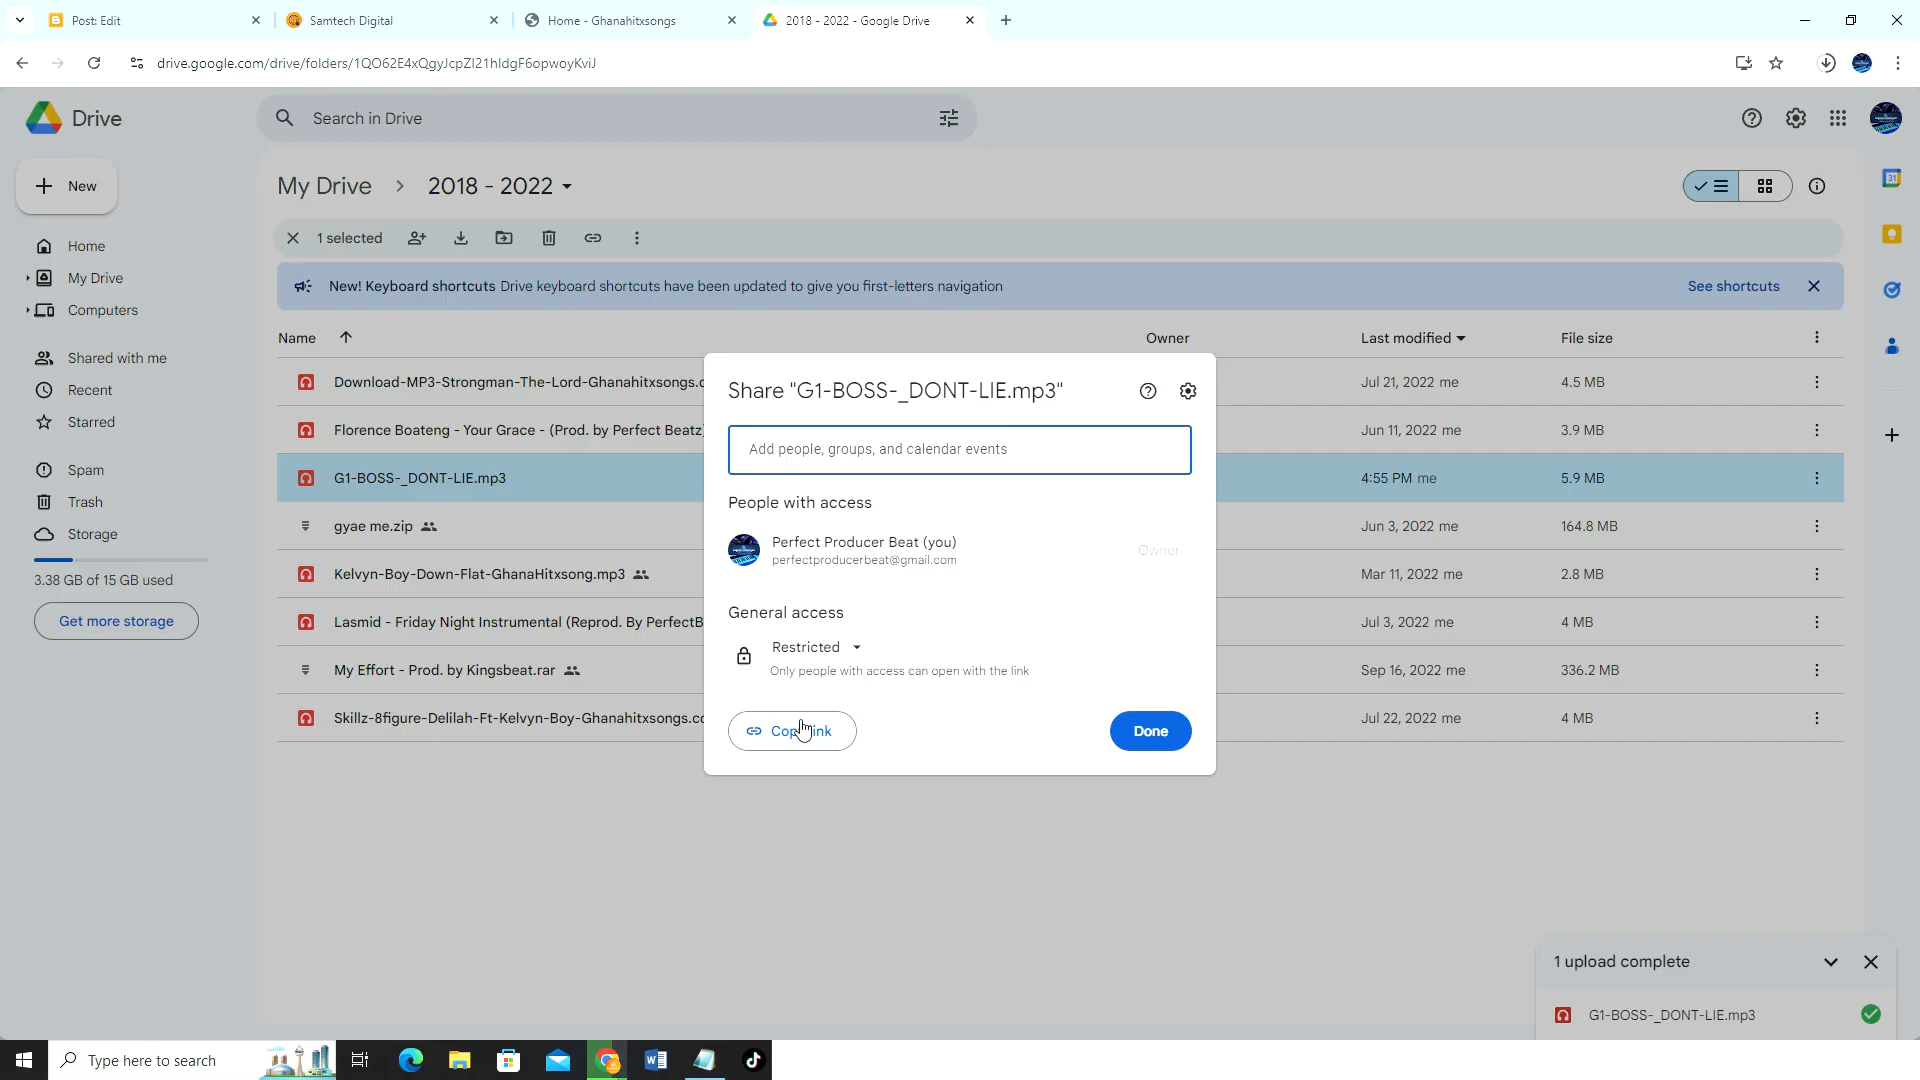 Post: Edit
Samtech Digital
Home - Ghanahitxsongs
2018 - 2022 - Google Drive
drive.google.com/drive/folders/1QO62E4xQgyJcpZI21hIdgF6opwoyKviJ
Drive
Search in Drive
New
My Drive
2018 - 2022
1 selected
Home
My Drive
Computers
Shared with me
Recent
Starred
Spam
Trash
Storage
3.38 GB of 15 GB used
Get more storage
New! Keyboard shortcuts Drive keyboard shortcuts have been updated to give you first-letters navigation
See shortcuts
Name Owner Last modified File size
Download-MP3-Strongman-The-Lord-Ghanahitxsongs.c Jul 21, 2022 me 4.5 MB
Florence Boateng - Your Grace - (Prod. by Perfect Beatz) Jun 11, 2022 me 3.9 MB
G1-BOSS-_DONT-LIE.mp3 4:55 PM me 5.9 MB
gyae me.zip Jun 3, 2022 me 164.8 MB
Kelvyn-Boy-Down-Flat-GhanaHitxsong.mp3 Mar 11, 2022 me 2.8 MB
Lasmid - Friday Night Instrumental (Reprod. By PerfectB Jul 3, 2022 me 4 MB
My Effort - Prod. by Kingsbeat.rar Sep 16, 2022 me 336.2 MB
Skillz-8figure-Delilah-Ft-Kelvyn-Boy-Ghanahitxsongs.co Jul 22, 2022 me 4 MB
Share "G1-BOSS-_DONT-LIE.mp3"
Add people, groups, and calendar events
People with access
Perfect Producer Beat (you)
perfectproducerbeat@gmail.com
Owner
General access
Restricted
Only people with access can open with the link
Copy link
Done
1 upload complete
G1-BOSS-_DONT-LIE.mp3
Type here to search
31